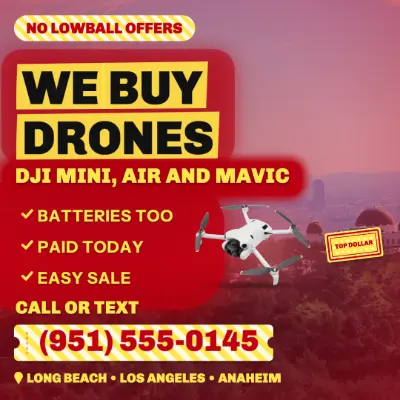 NO LOWBALL OFFERS
WE BUY
DRONES
DJI MINI, AIR AND MAVIC
BATTERIES TOO
PAID TODAY
TOP DOLLAR
EASY SALE
CALL OR TEXT
(951) 555-0145
LONG BEACH • LOS ANGELES • ANAHEIM